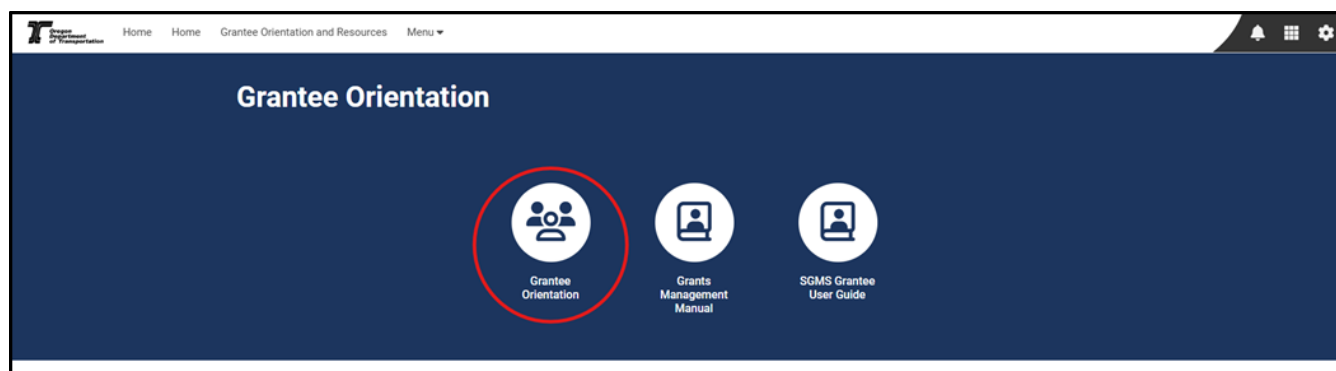 Oregon
Department
of Transportation
Home Home Grantee Orientation and Resources Menu
Grantee Orientation
Grantee
Orientation
Grants
Management
Manual
SGMS Grantee
User Guide